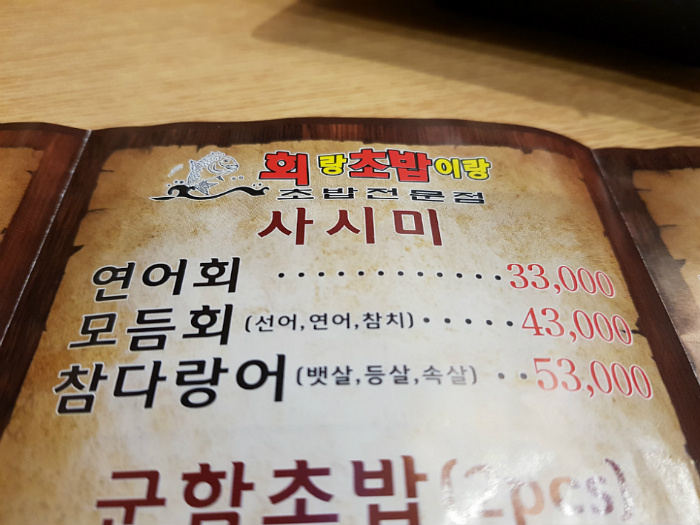 회랑초밥이랑
초밥전문점
사시미
연어회 ············ 33,000
모듬회 (선어,연어,참치)····· 43,000
참다랑어 (뱃살,등살,속살) ·· 53,000
군함초밥(2pcs)